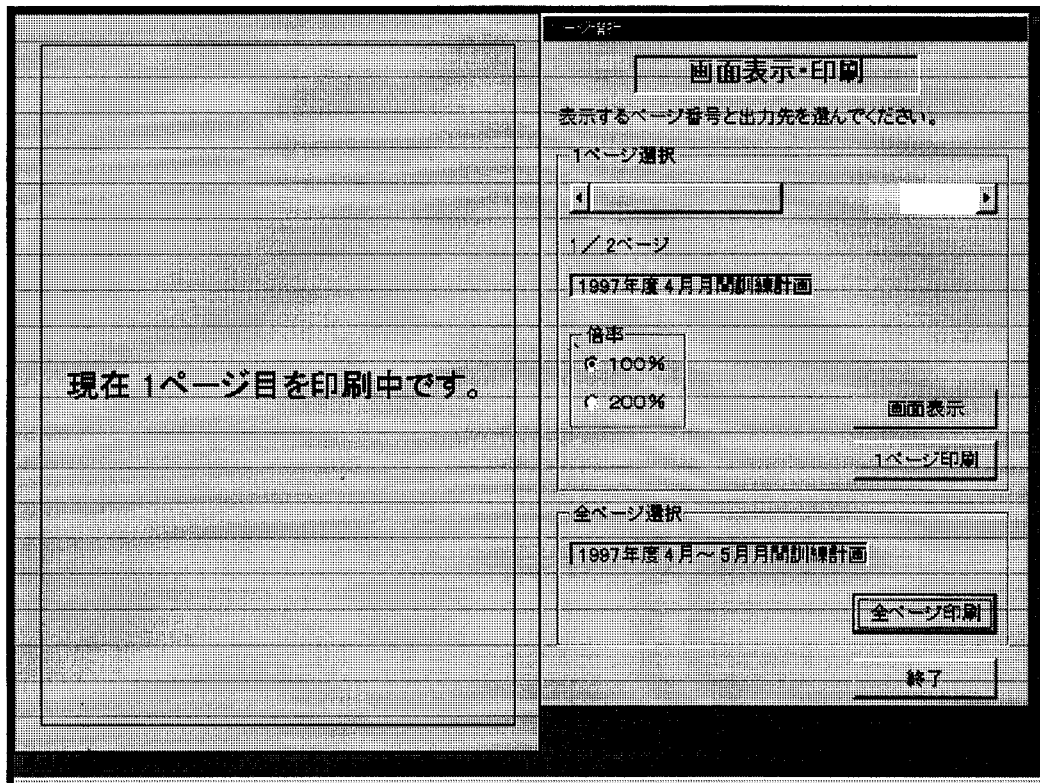 現在 1ページ目を印刷中です。
画面表示・印刷
表示するページ番号と出力先を選んでください。
1ページ選択
1／2ページ
1997年度4月月間訓練計画
倍率
100%
200%
画面表示
1ページ印刷
全ページ選択
1997年度4月～5月月間訓練計画
全ページ印刷
終了